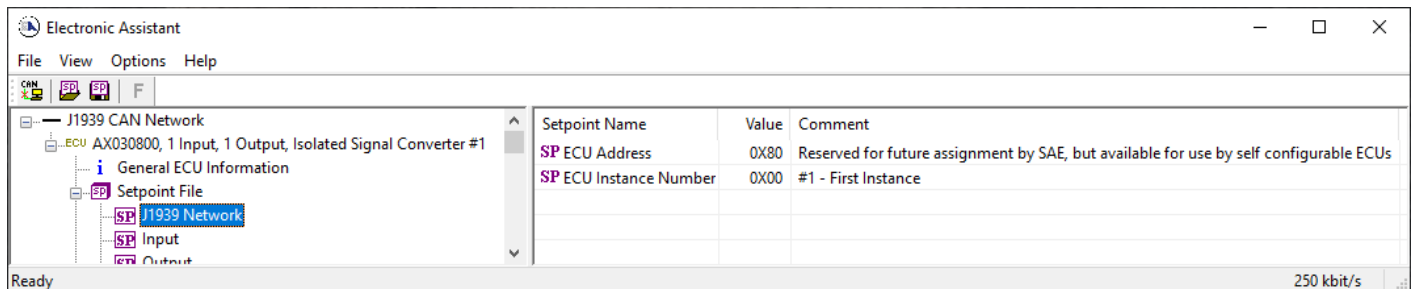 Electronic Assistant
File View Options Help
CAN SP SP F
J1939 CAN Network
ECU AX030800, 1 Input, 1 Output, Isolated Signal Converter #1
i General ECU Information
SP Setpoint File
SP J1939 Network
SP Input
SP Output
Setpoint Name Value Comment
SP ECU Address 0X80 Reserved for future assignment by SAE, but available for use by self configurable ECUs
SP ECU Instance Number 0X00 #1 - First Instance
Ready 250 kbit/s